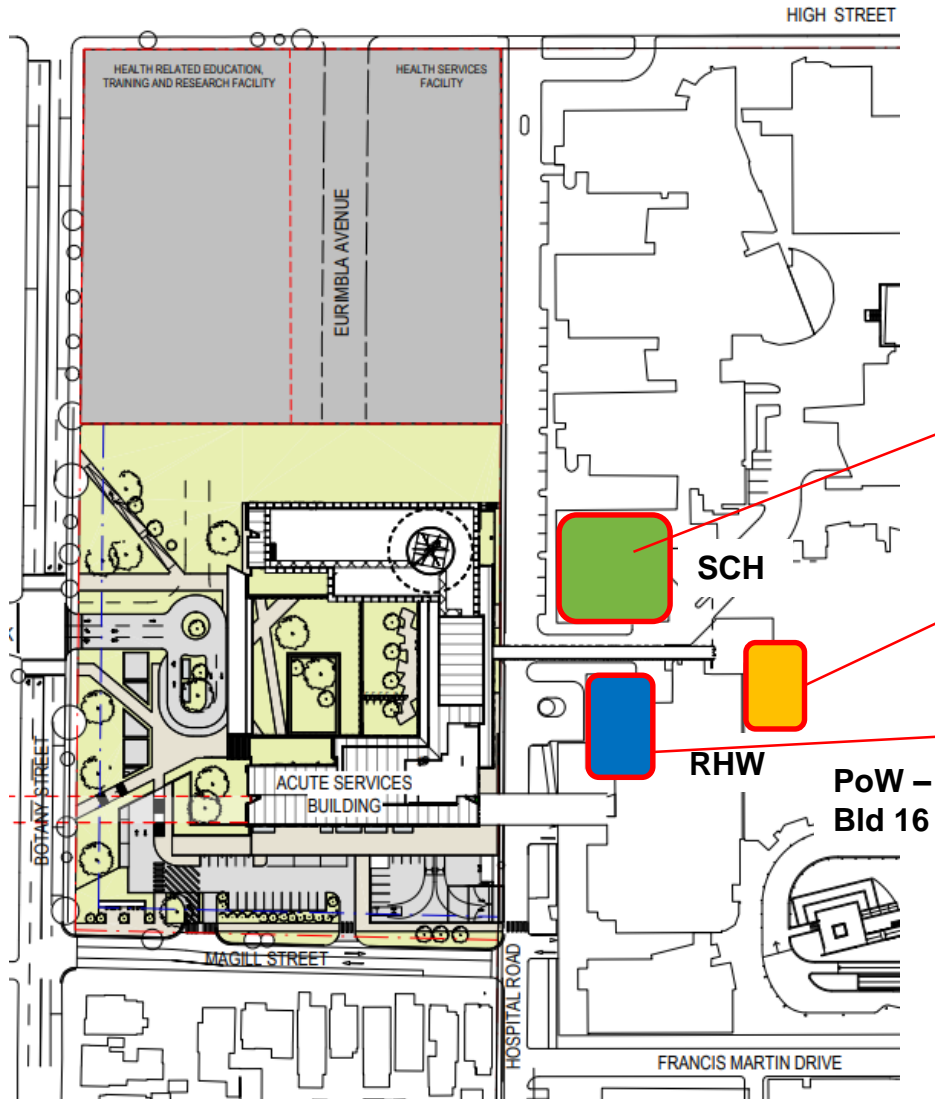 HIGH STREET
HEALTH RELATED EDUCATION,
TRAINING AND RESEARCH FACILITY
HEALTH SERVICES
FACILITY
EURIMBLA AVENUE
SCH
RHW
PoW –
Bld 16
ACUTE SERVICES
BUILDING
BOTANY STREET
MAGILL STREET
HOSPITAL ROAD
FRANCIS MARTIN DRIVE